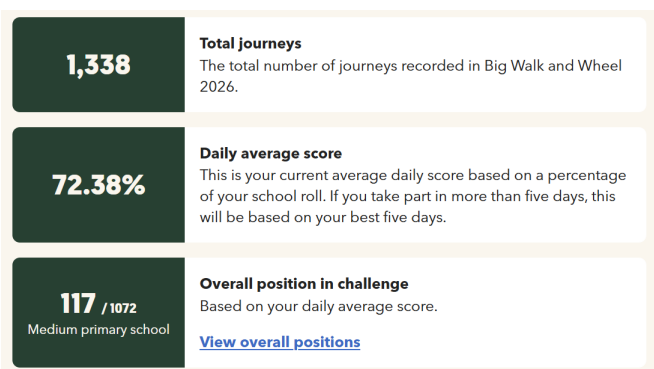 1,338
Total journeys
The total number of journeys recorded in Big Walk and Wheel
2026.
72.38%
Daily average score
This is your current average daily score based on a percentage
of your school roll. If you take part in more than five days, this
will be based on your best five days.
117 / 1072
Medium primary school
Overall position in challenge
Based on your daily average score.
View overall positions